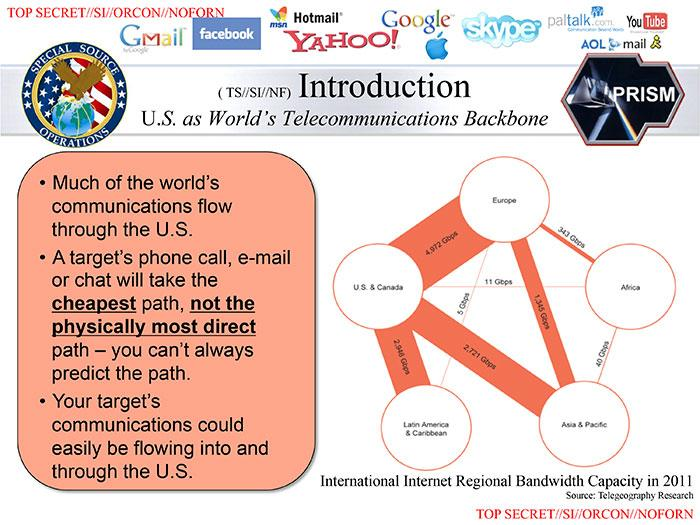 TOP SECRET//SI//ORCON//NOFORN
msn Hotmail
Google
paltalk.com
Communication Beyond Words
YouTube
Gmail
by Google
facebook
YAHOO!
skype
AOL mail
SPECIAL SOURCE
OPERATIONS
( TS//SI//NF) Introduction
U.S. as World's Telecommunications Backbone
PRISM
• Much of the world's
communications flow
through the U.S.
• A target's phone call, e-mail
or chat will take the
cheapest path, not the
physically most direct
path – you can't always
predict the path.
• Your target's
communications could
easily be flowing into and
through the U.S.
Europe
4,972 Gbps
343 Gbps
U.S. & Canada
11 Gbps
Africa
5 Gbps
1,345 Gbps
40 Gbps
2,946 Gbps
2,721 Gbps
Latin America
& Caribbean
Asia & Pacific
International Internet Regional Bandwidth Capacity in 2011
Source: Telegeography Research
TOP SECRET//SI//ORCON//NOFORN